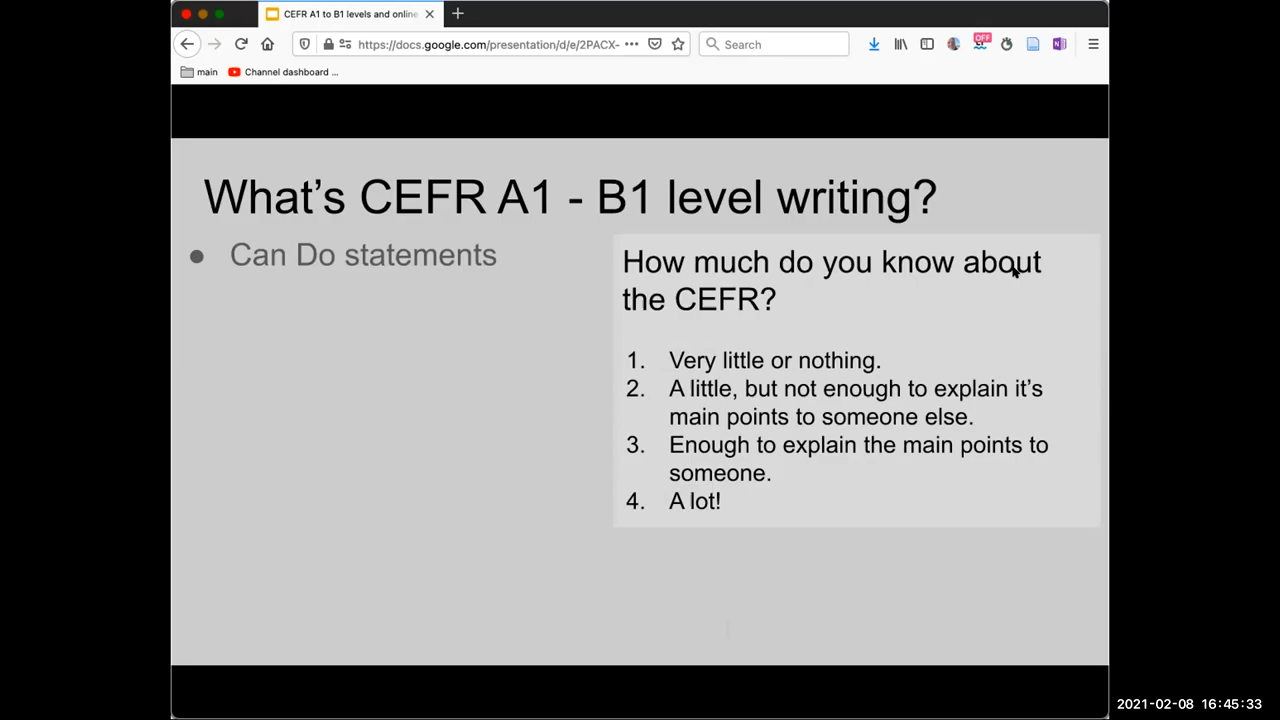 CEFR A1 to B1 levels and online
https://docs.google.com/presentation/d/e/2PACX-
Search
OFF
main
Channel dashboard ...
What's CEFR A1 - B1 level writing?
● Can Do statements
How much do you know about
the CEFR?
1. Very little or nothing.
2. A little, but not enough to explain it's
main points to someone else.
3. Enough to explain the main points to
someone.
4. A lot!
2021-02-08 16:45:33